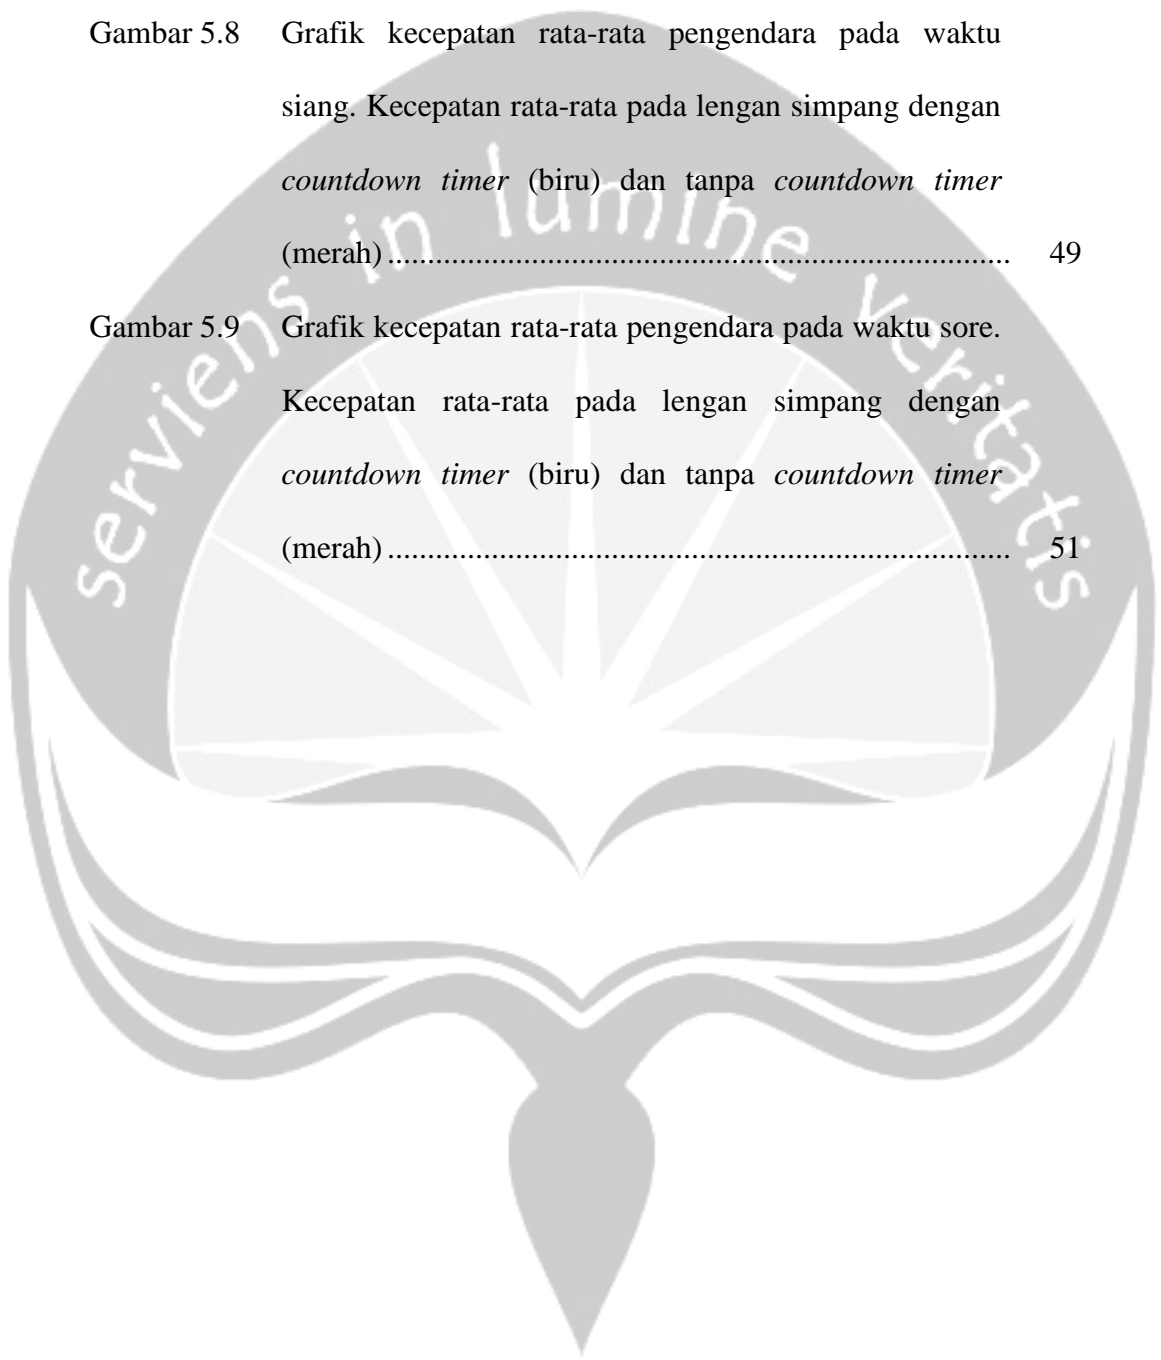 Gambar 5.8 Grafik kecepatan rata-rata pengendara pada waktu
siang. Kecepatan rata-rata pada lengan simpang dengan
countdown timer (biru) dan tanpa countdown timer
(merah) .............................................................................. 49
Gambar 5.9 Grafik kecepatan rata-rata pengendara pada waktu sore.
Kecepatan rata-rata pada lengan simpang dengan
countdown timer (biru) dan tanpa countdown timer
(merah) .............................................................................. 51
serviens in lumine veritatis